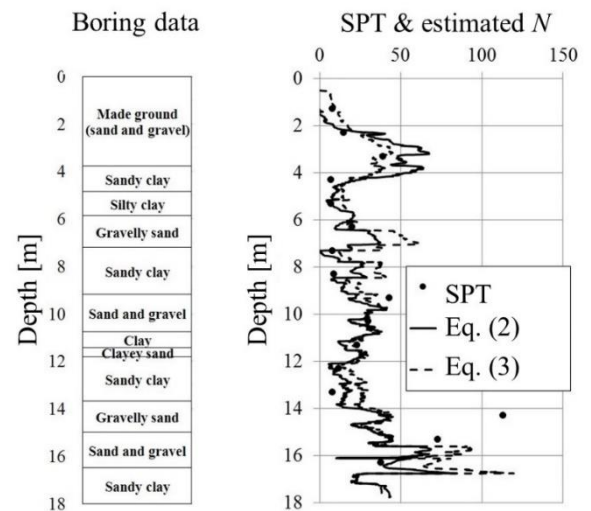 Boring data
Depth [m]
0
2
4
6
8
10
12
14
16
18
Made ground
(sand and gravel)
Sandy clay
Silty clay
Gravelly sand
Sandy clay
Sand and gravel
Clay
Clayey sand
Sandy clay
Gravelly sand
Sand and gravel
Sandy clay
SPT & estimated N
0
50
100
150
Depth [m]
0
2
4
6
8
10
12
14
16
18
SPT
Eq. (2)
Eq. (3)